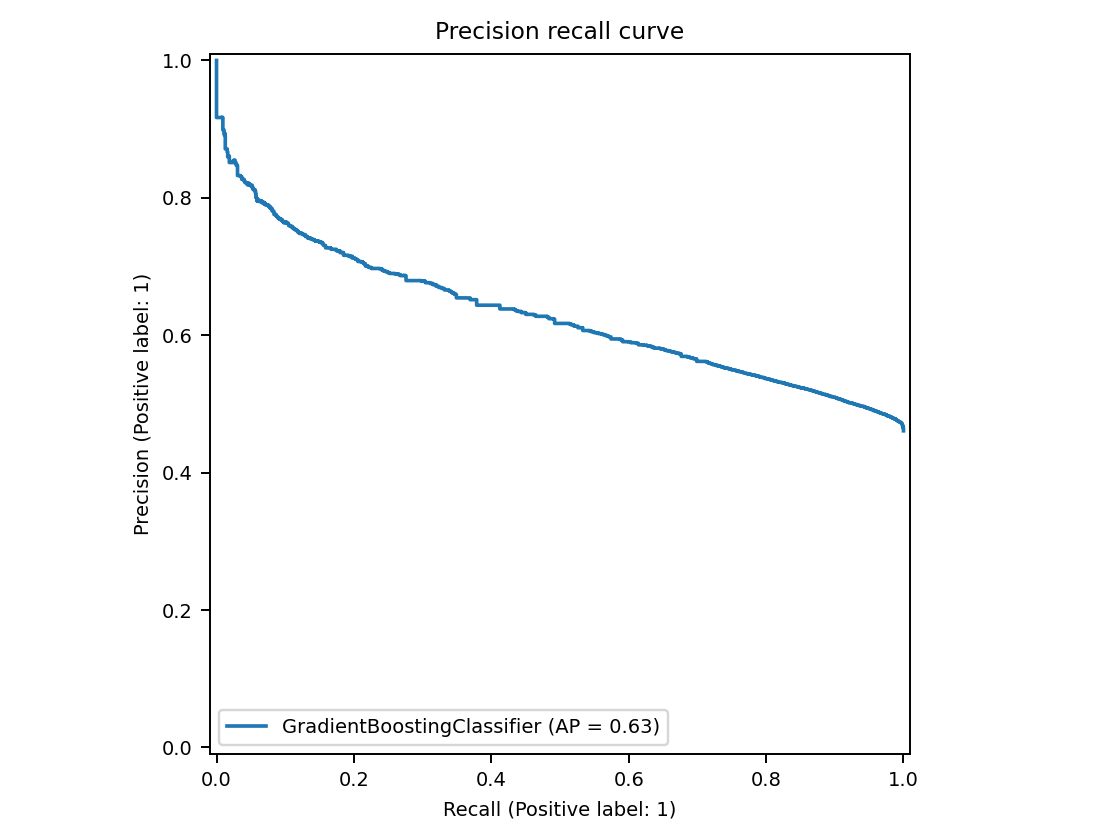 Precision recall curve
1.0
0.8
0.6
0.4
0.2
0.0
Precision (Positive label: 1)
GradientBoostingClassifier (AP = 0.63)
0.0 0.2 0.4 0.6 0.8 1.0
Recall (Positive label: 1)